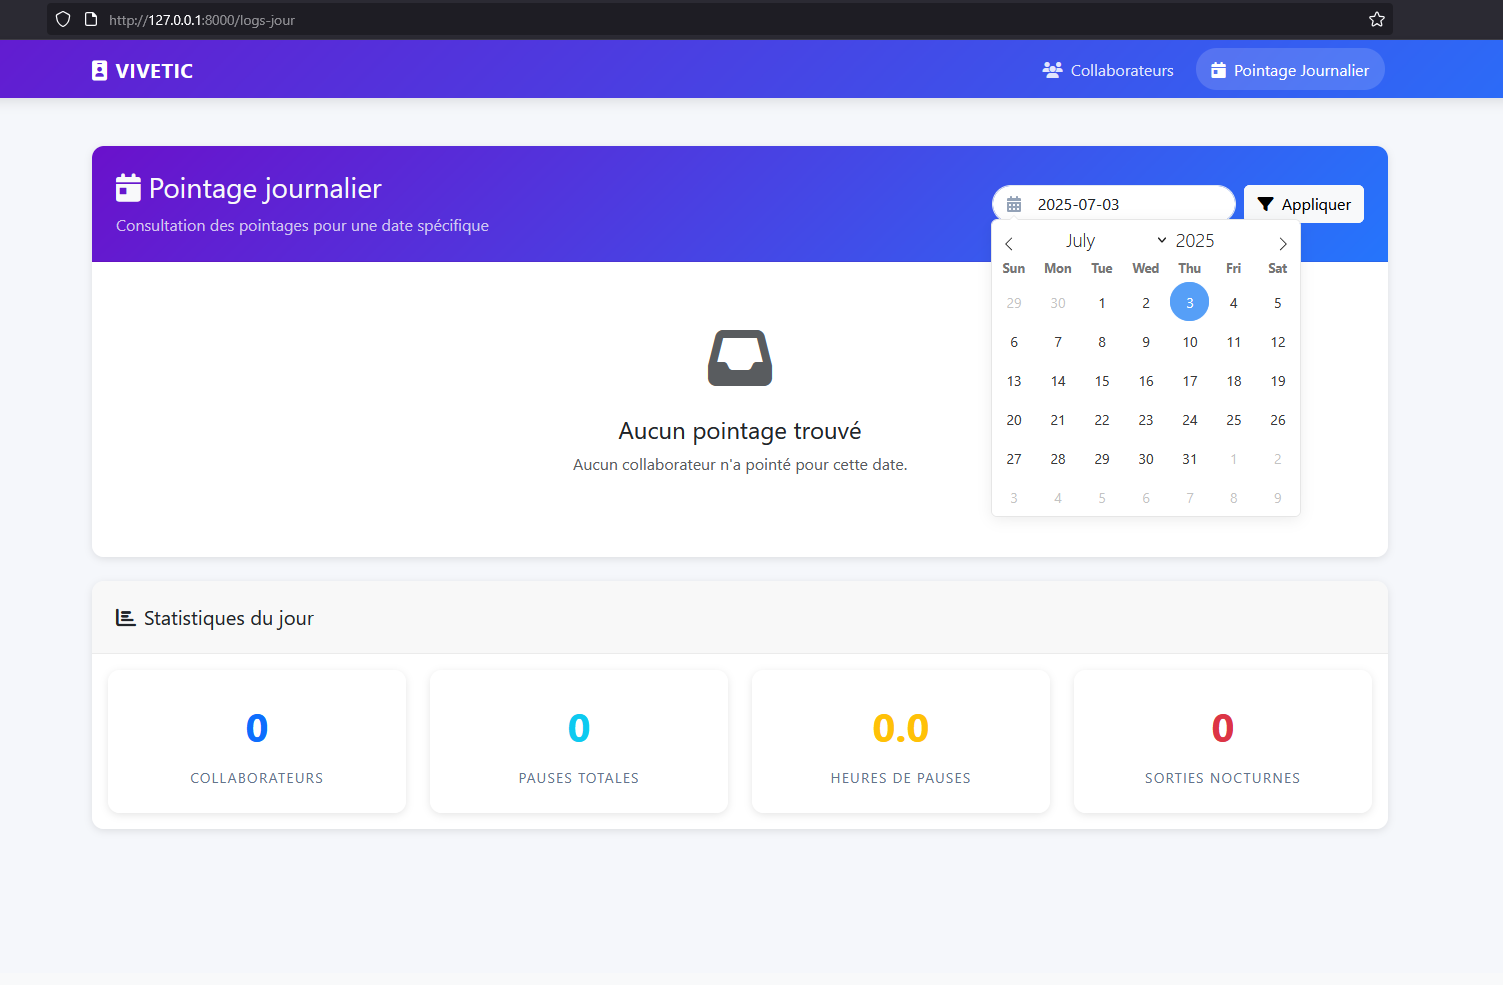 http://127.0.0.1:8000/logs-jour
VIVETIC
Collaborateurs
Pointage Journalier
Pointage journalier
Consultation des pointages pour une date spécifique
2025-07-03
Appliquer
July 2025
Sun Mon Tue Wed Thu Fri Sat
29 30 1 2 3 4 5
6 7 8 9 10 11 12
13 14 15 16 17 18 19
20 21 22 23 24 25 26
27 28 29 30 31 1 2
3 4 5 6 7 8 9
Aucun pointage trouvé
Aucun collaborateur n'a pointé pour cette date.
Statistiques du jour
0
COLLABORATEURS
0
PAUSES TOTALES
0.0
HEURES DE PAUSES
0
SORTIES NOCTURNES